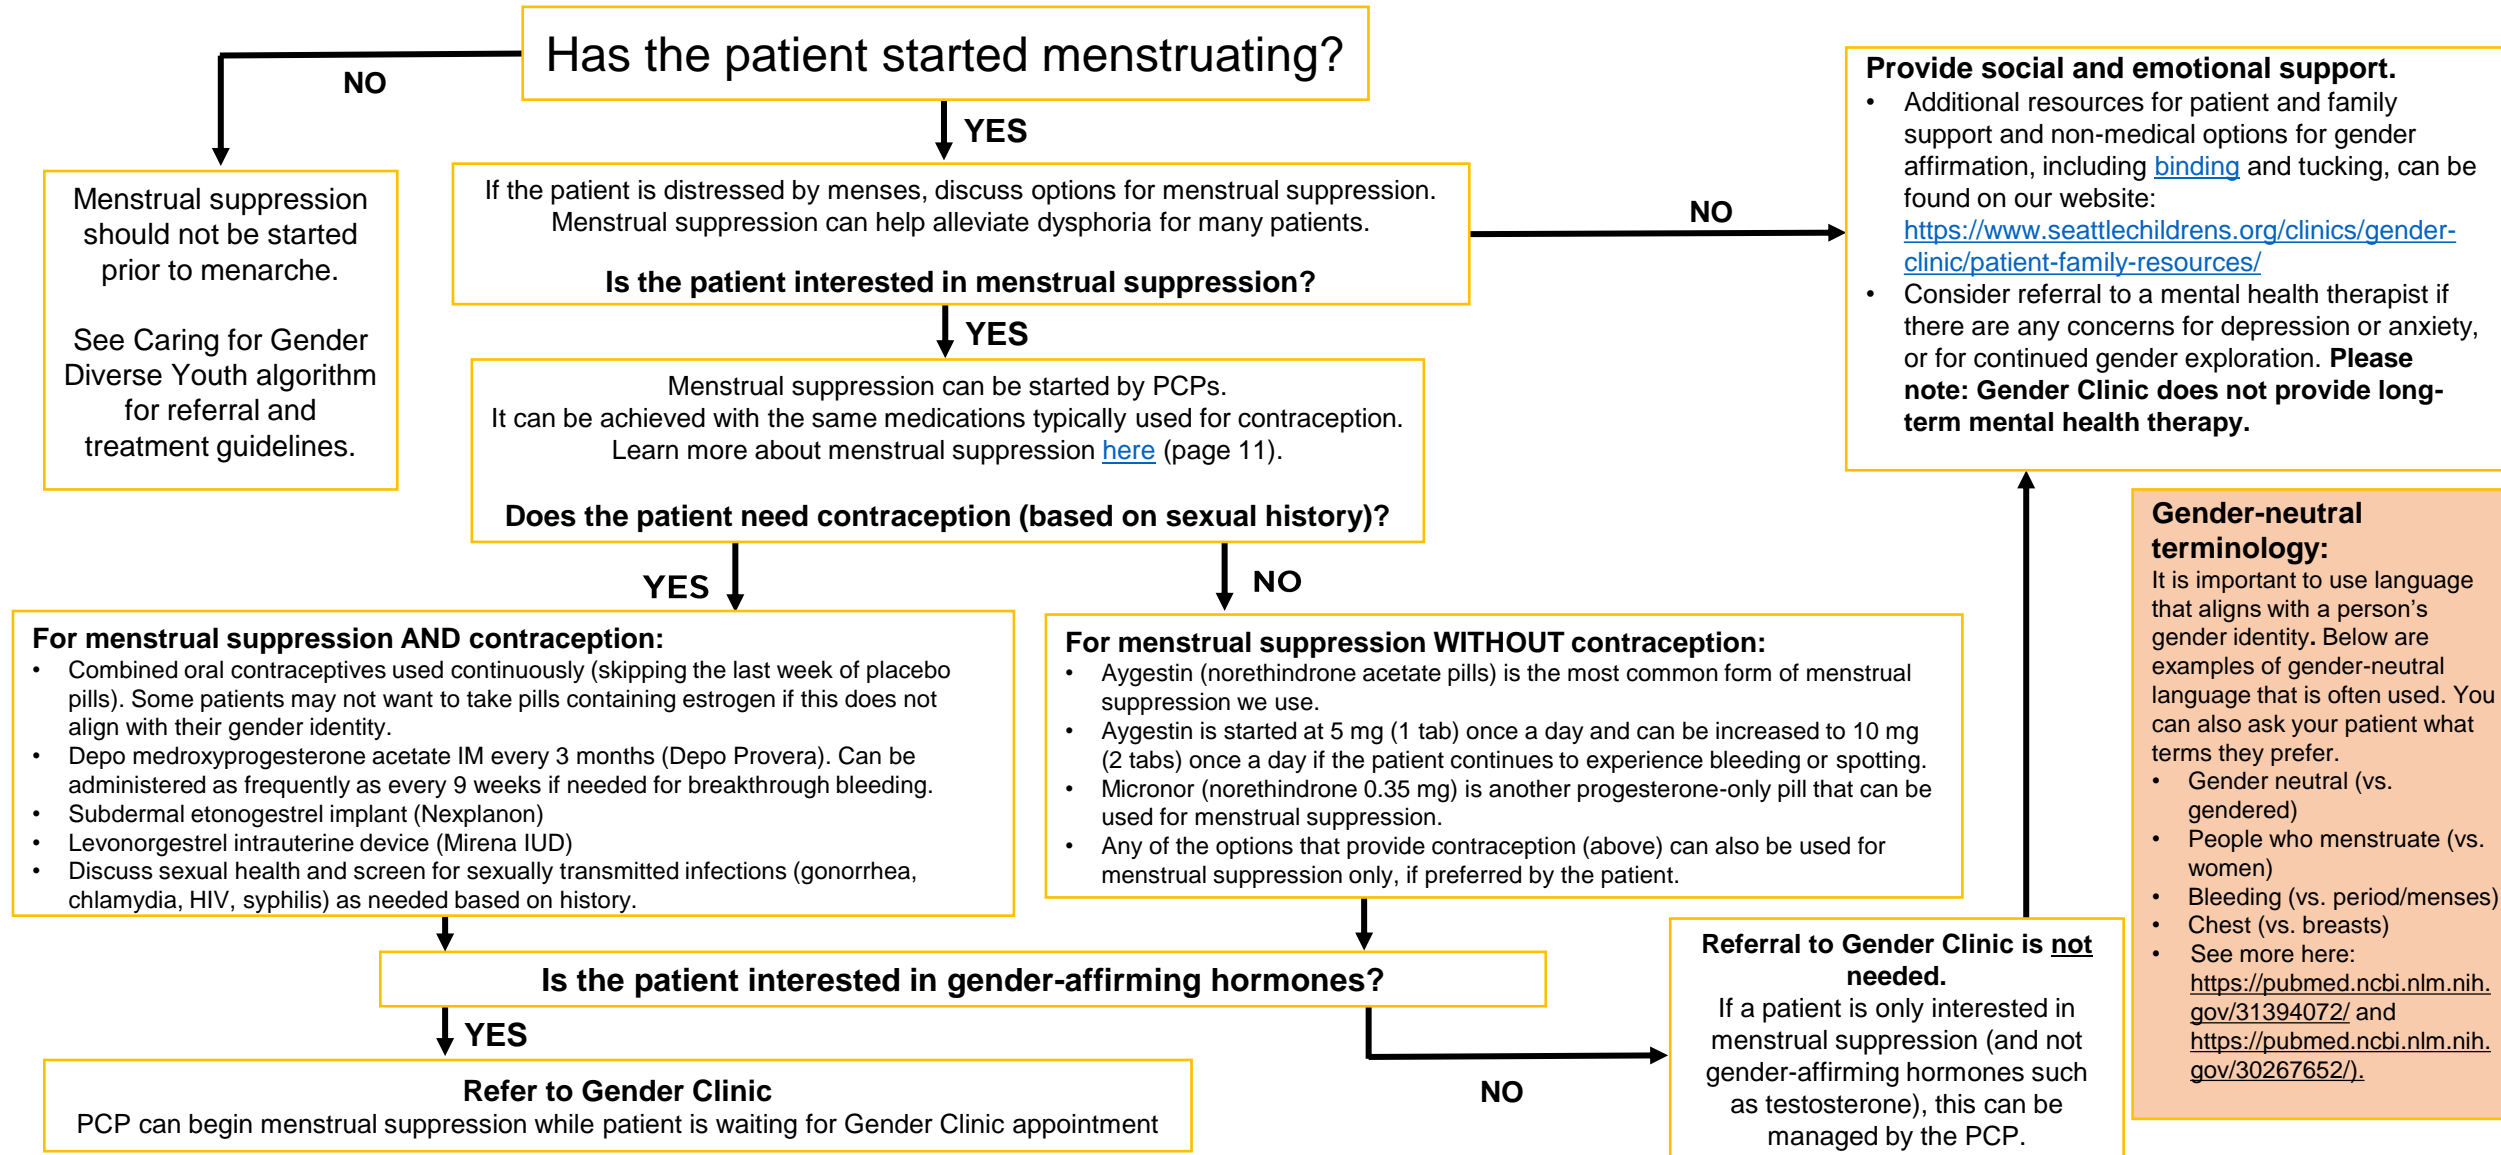 Has the patient started menstruating?
NO
YES
Menstrual suppression
should not be started
prior to menarche.
See Caring for Gender
Diverse Youth algorithm
for referral and
treatment guidelines.
If the patient is distressed by menses, discuss options for menstrual suppression.
Menstrual suppression can help alleviate dysphoria for many patients.
Is the patient interested in menstrual suppression?
NO
YES
Provide social and emotional support.
• Additional resources for patient and family
support and non-medical options for gender
affirmation, including binding and tucking, can be
found on our website:
https://www.seattlechildrens.org/clinics/gender-
clinic/patient-family-resources/
• Consider referral to a mental health therapist if
there are any concerns for depression or anxiety,
or for continued gender exploration. Please
note: Gender Clinic does not provide long-
term mental health therapy.
Menstrual suppression can be started by PCPs.
It can be achieved with the same medications typically used for contraception.
Learn more about menstrual suppression here (page 11).
Does the patient need contraception (based on sexual history)?
YES
NO
For menstrual suppression AND contraception:
• Combined oral contraceptives used continuously (skipping the last week of placebo
pills). Some patients may not want to take pills containing estrogen if this does not
align with their gender identity.
• Depo medroxyprogesterone acetate IM every 3 months (Depo Provera). Can be
administered as frequently as every 9 weeks if needed for breakthrough bleeding.
• Subdermal etonogestrel implant (Nexplanon)
• Levonorgestrel intrauterine device (Mirena IUD)
• Discuss sexual health and screen for sexually transmitted infections (gonorrhea,
chlamydia, HIV, syphilis) as needed based on history.
For menstrual suppression WITHOUT contraception:
• Aygestin (norethindrone acetate pills) is the most common form of menstrual
suppression we use.
• Aygestin is started at 5 mg (1 tab) once a day and can be increased to 10 mg
(2 tabs) once a day if the patient continues to experience bleeding or spotting.
• Micronor (norethindrone 0.35 mg) is another progesterone-only pill that can be
used for menstrual suppression.
• Any of the options that provide contraception (above) can also be used for
menstrual suppression only, if preferred by the patient.
Is the patient interested in gender-affirming hormones?
YES
NO
Refer to Gender Clinic
PCP can begin menstrual suppression while patient is waiting for Gender Clinic appointment
Referral to Gender Clinic is not
needed.
If a patient is only interested in
menstrual suppression (and not
gender-affirming hormones such
as testosterone), this can be
managed by the PCP.
Gender-neutral
terminology:
It is important to use language
that aligns with a person’s
gender identity. Below are
examples of gender-neutral
language that is often used. You
can also ask your patient what
terms they prefer.
• Gender neutral (vs.
gendered)
• People who menstruate (vs.
women)
• Bleeding (vs. period/menses)
• Chest (vs. breasts)
• See more here:
https://pubmed.ncbi.nlm.nih.
gov/31394072/ and
https://pubmed.ncbi.nlm.nih.
gov/30267652/).